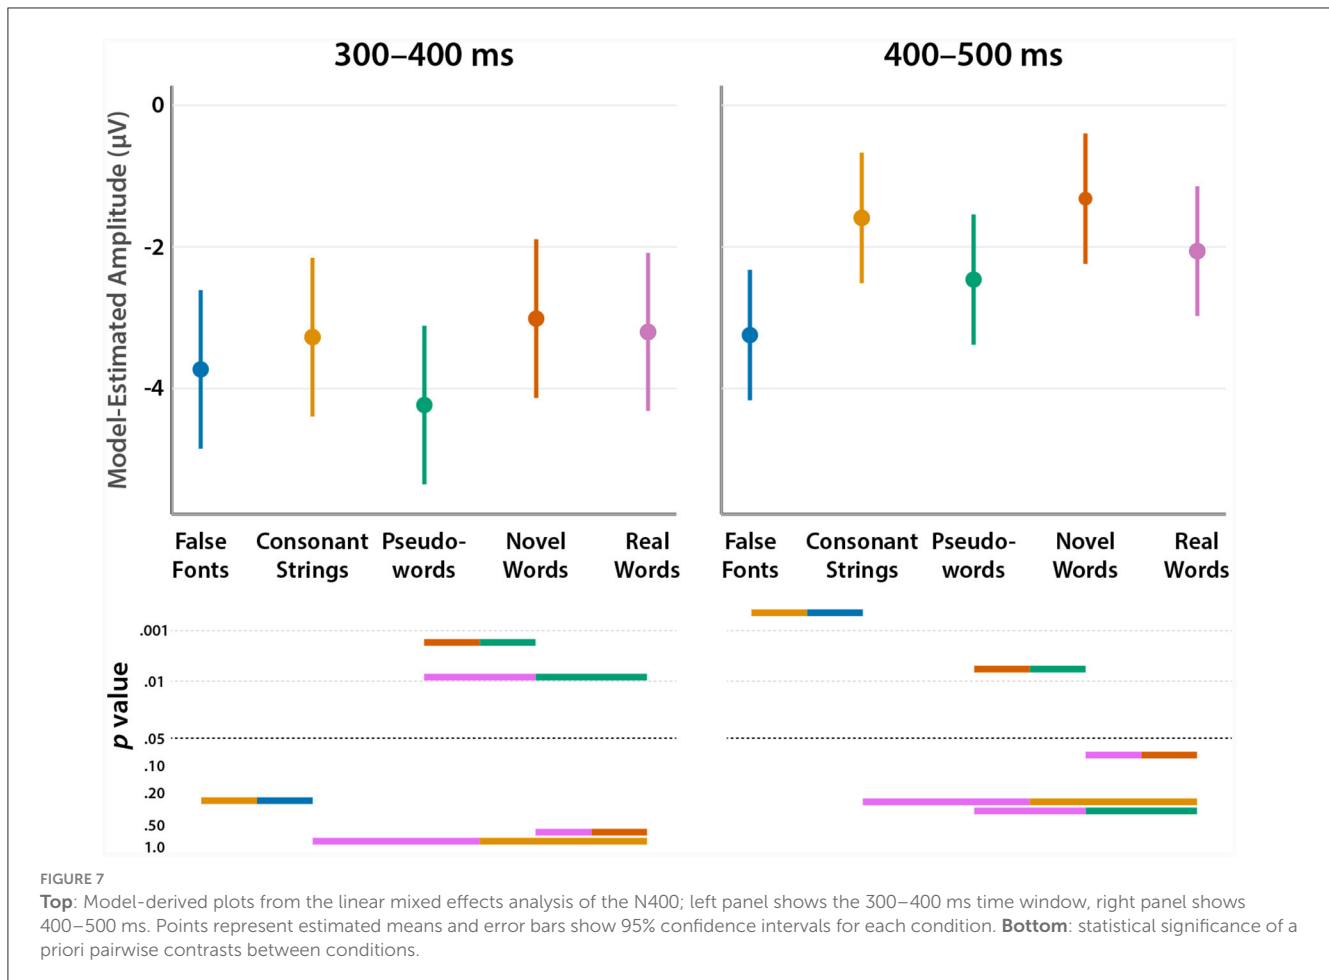 300–400 ms
400–500 ms
Model-Estimated Amplitude (μV)
0
-2
-4
False Fonts
Consonant Strings
Pseudo-words
Novel Words
Real Words
False Fonts
Consonant Strings
Pseudo-words
Novel Words
Real Words
p value
.001
.01
.05
.10
.20
.50
1.0
FIGURE 7
Top: Model-derived plots from the linear mixed effects analysis of the N400; left panel shows the 300–400 ms time window, right panel shows
400–500 ms. Points represent estimated means and error bars show 95% confidence intervals for each condition. Bottom: statistical significance of a
priori pairwise contrasts between conditions.